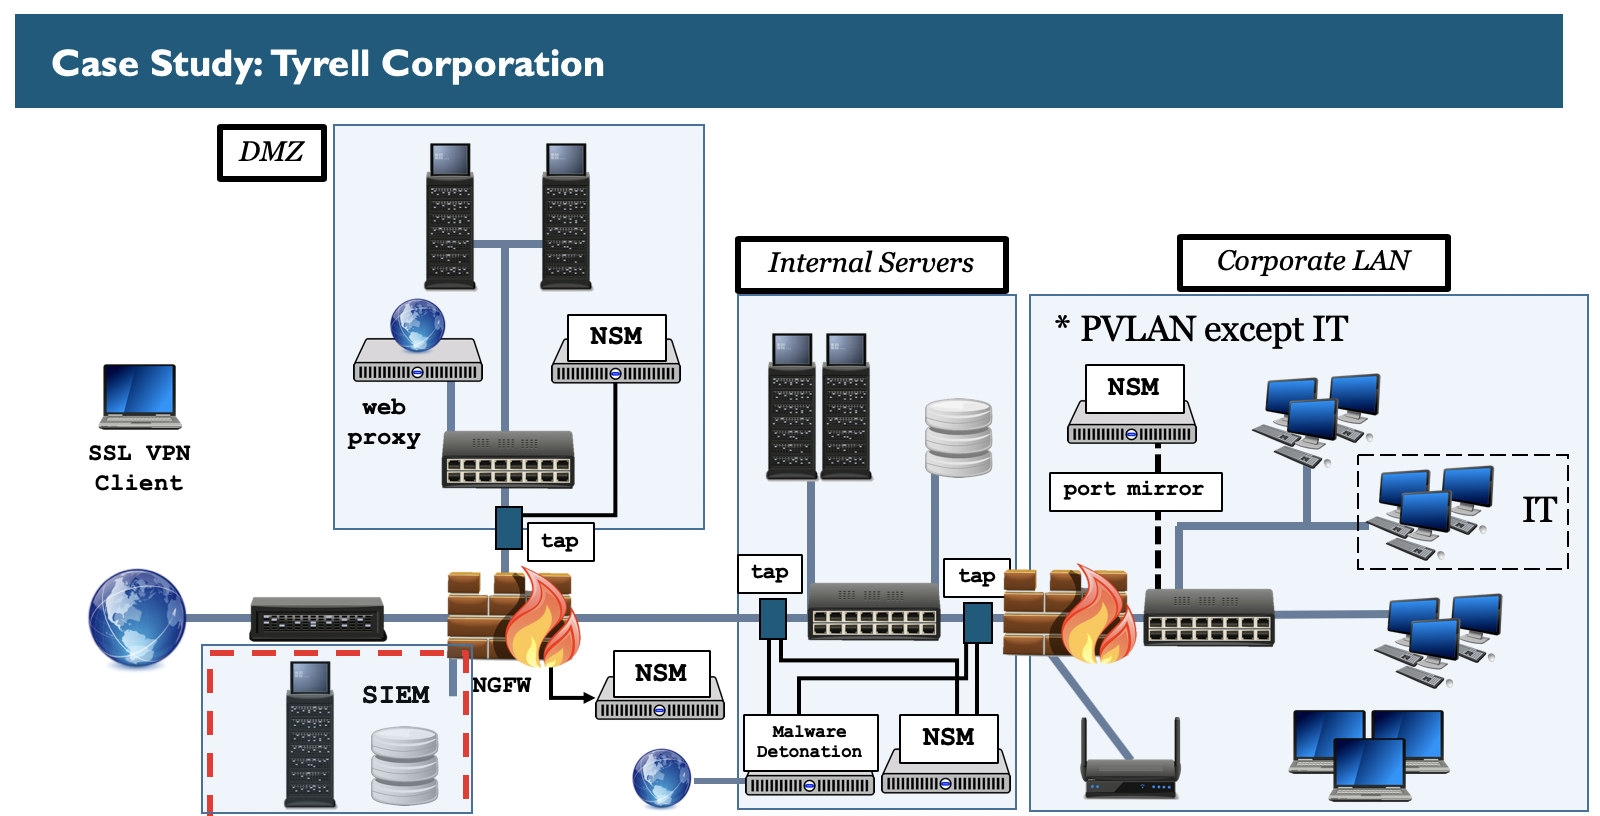 Case Study: Tyrell Corporation
DMZ
Internal Servers
Corporate LAN
* PVLAN except IT
NSM
NSM
web
proxy
SSL VPN
Client
port mirror
IT
tap
tap
tap
SIEM
NGFW
NSM
Malware
Detonation
NSM